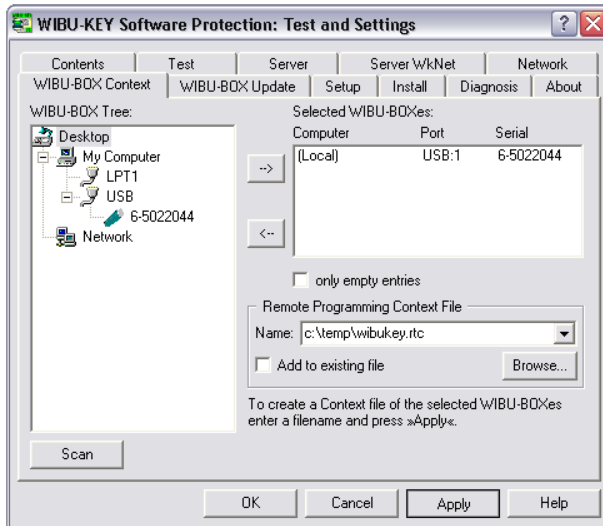 WIBU-KEY Software Protection: Test and Settings
Contents Test Server Server WkNet Network
WIBU-BOX Context WIBU-BOX Update Setup Install Diagnosis About
WIBU-BOX Tree:
Desktop
My Computer
LPT1
USB
6-5022044
Network
Scan
Selected WIBU-BOXes:
Computer Port Serial
(Local) USB:1 6-5022044
-->
<--
only empty entries
Remote Programming Context File
Name: c:\temp\wibukey.rtc
Add to existing file Browse...
To create a Context file of the selected WIBU-BOXes
enter a filename and press »Apply«.
OK Cancel Apply Help